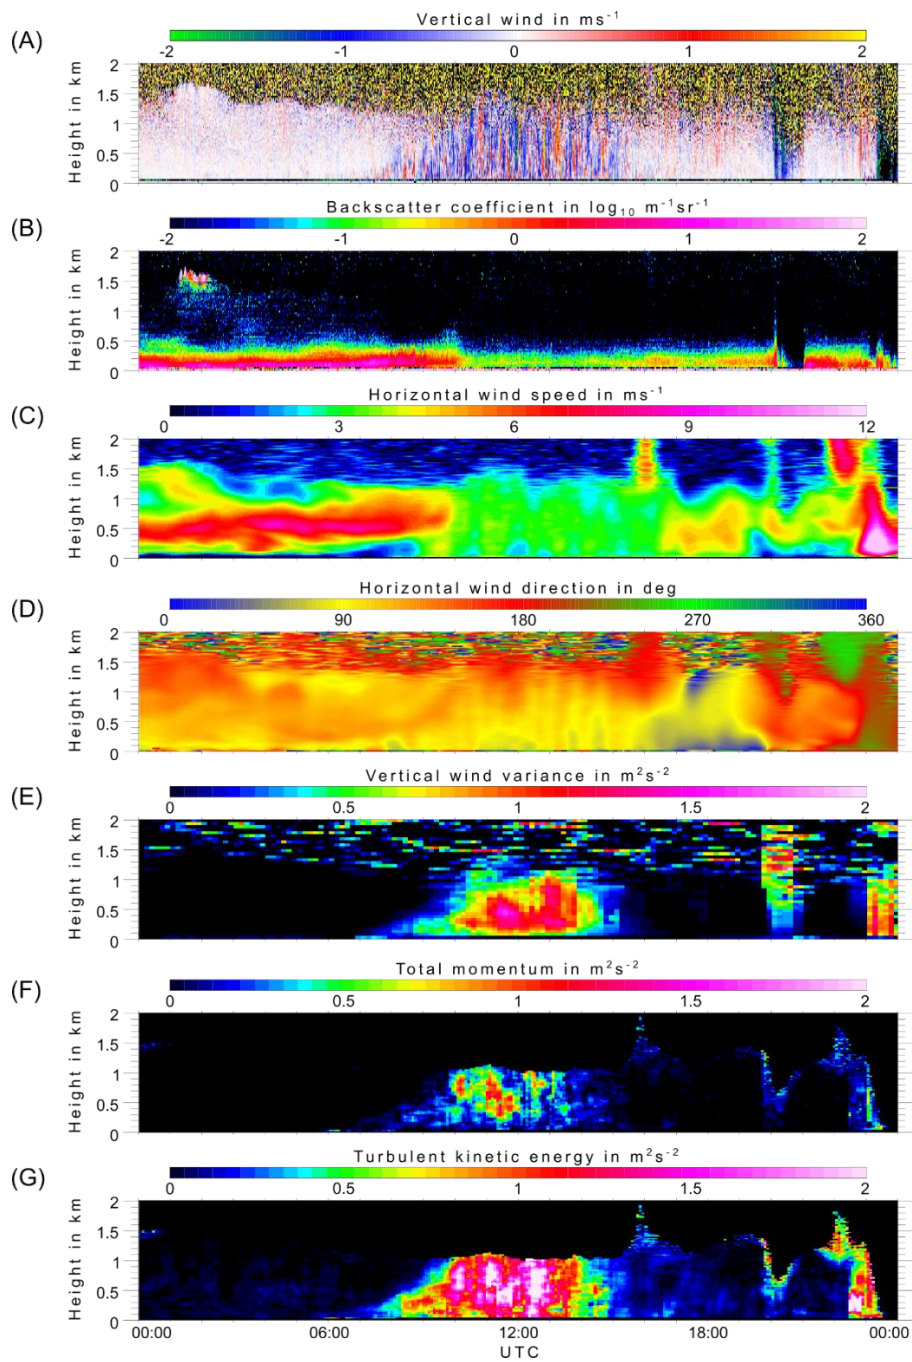 (A)
Vertical wind in ms⁻¹
-2 -1 0 1 2
Height in km
2
1.5
1
0.5
0
(B)
Backscatter coefficient in log₁₀ m⁻¹sr⁻¹
-2 -1 0 1 2
Height in km
2
1.5
1
0.5
0
(C)
Horizontal wind speed in ms⁻¹
0 3 6 9 12
Height in km
2
1.5
1
0.5
0
(D)
Horizontal wind direction in deg
0 90 180 270 360
Height in km
2
1.5
1
0.5
0
(E)
Vertical wind variance in m²s⁻²
0 0.5 1 1.5 2
Height in km
2
1.5
1
0.5
0
(F)
Total momentum in m²s⁻²
0 0.5 1 1.5 2
Height in km
2
1.5
1
0.5
0
(G)
Turbulent kinetic energy in m²s⁻²
0 0.5 1 1.5 2
Height in km
2
1.5
1
0.5
0
00:00 06:00 12:00 18:00 00:00
UTC